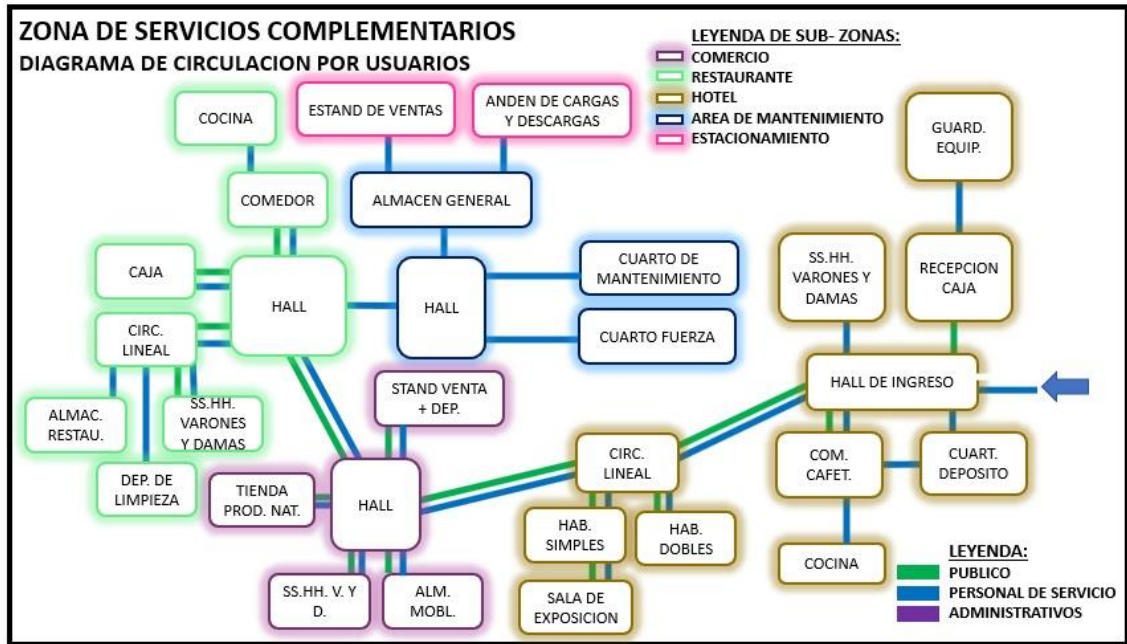 ZONA DE SERVICIOS COMPLEMENTARIOS
DIAGRAMA DE CIRCULACION POR USUARIOS
LEYENDA DE SUB- ZONAS:
COMERCIO
RESTAURANTE
HOTEL
AREA DE MANTENIMIENTO
ESTACIONAMIENTO
COCINA
ESTAND DE VENTAS
ANDEN DE CARGAS
Y DESCARGAS
GUARD.
EQUIP.
COMEDOR
ALMACEN GENERAL
CAJA
HALL
HALL
CUARTO DE
MANTENIMIENTO
SS.HH.
VARONES Y
DAMAS
RECEPCION
CAJA
CIRC.
LINEAL
CUARTO FUERZA
HALL DE INGRESO
STAND VENTA
+ DEP.
ALMAC.
RESTAU.
SS.HH.
VARONES
Y DAMAS
DEP. DE
LIMPIEZA
TIENDA
PROD. NAT.
HALL
CIRC.
LINEAL
COM.
CAFET.
CUART.
DEPOSITO
HAB.
SIMPLES
HAB.
DOBLES
COCINA
SS.HH. V. Y
D.
ALM.
MOBL.
SALA DE
EXPOSICION
LEYENDA:
PUBLICO
PERSONAL DE SERVICIO
ADMINISTRATIVOS